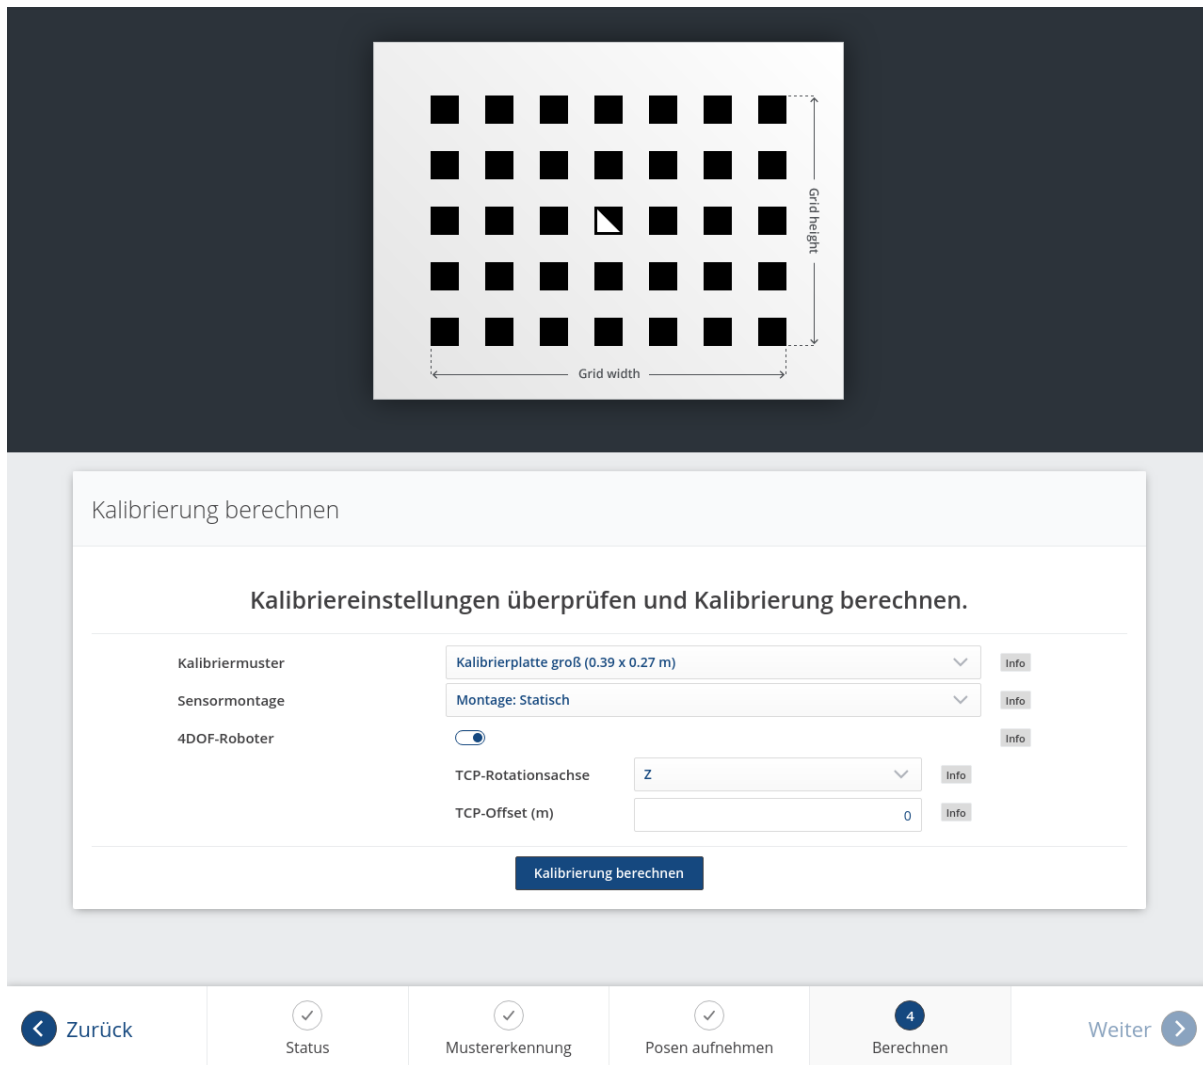 Grid height
Grid width
Kalibrierung berechnen
Kalibriereinstellungen überprüfen und Kalibrierung berechnen.
Kalibriermuster
Kalibrierplatte groß (0.39 x 0.27 m)
Info
Sensormontage
Montage: Statisch
Info
4DOF-Roboter
Info
TCP-Rotationsachse
Z
Info
TCP-Offset (m)
0
Info
Kalibrierung berechnen
Zurück
Status
Mustererkennung
Posen aufnehmen
4
Berechnen
Weiter